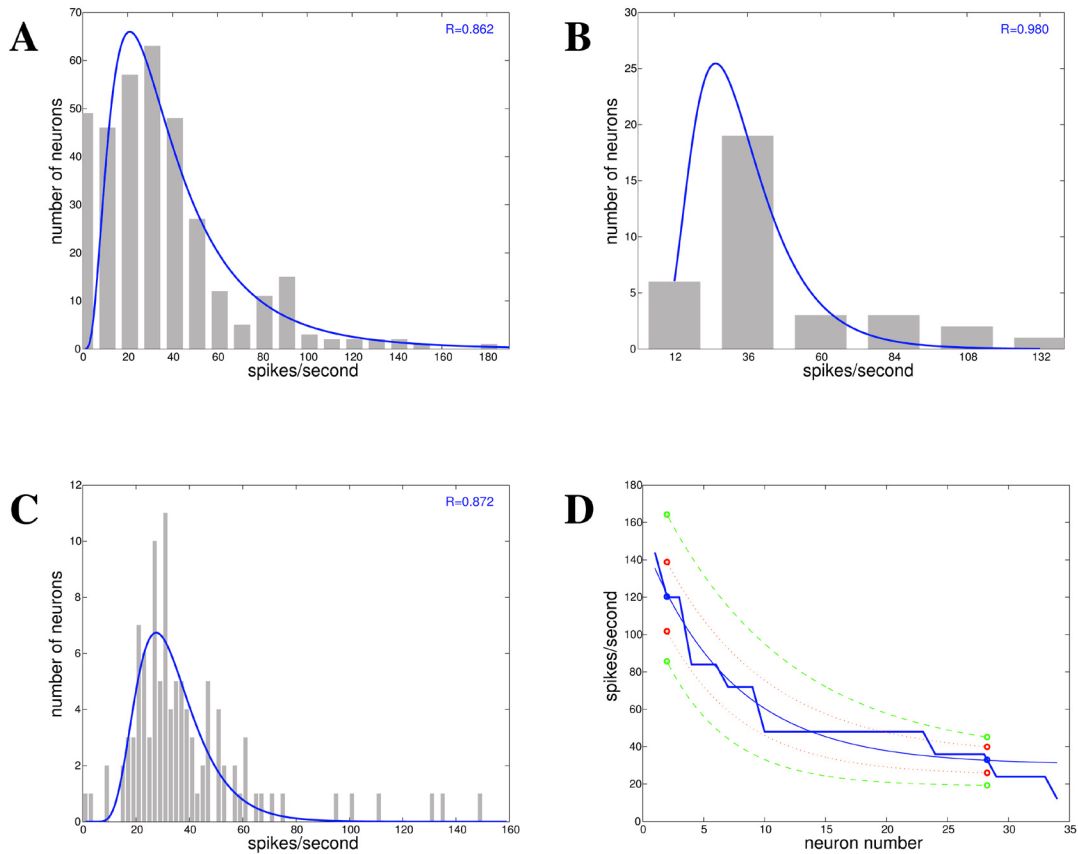 A
R=0.862
number of neurons
70
60
50
40
30
20
10
0
0 20 40 60 80 100 120 140 160 180
spikes/second
B
R=0.980
number of neurons
30
25
20
15
10
5
0
12 36 60 84 108 132
spikes/second
C
R=0.872
number of neurons
12
10
8
6
4
2
0
0 20 40 60 80 100 120 140 160
spikes/second
D
spikes/second
180
160
140
120
100
80
60
40
20
0
0 5 10 15 20 25 30 35
neuron number